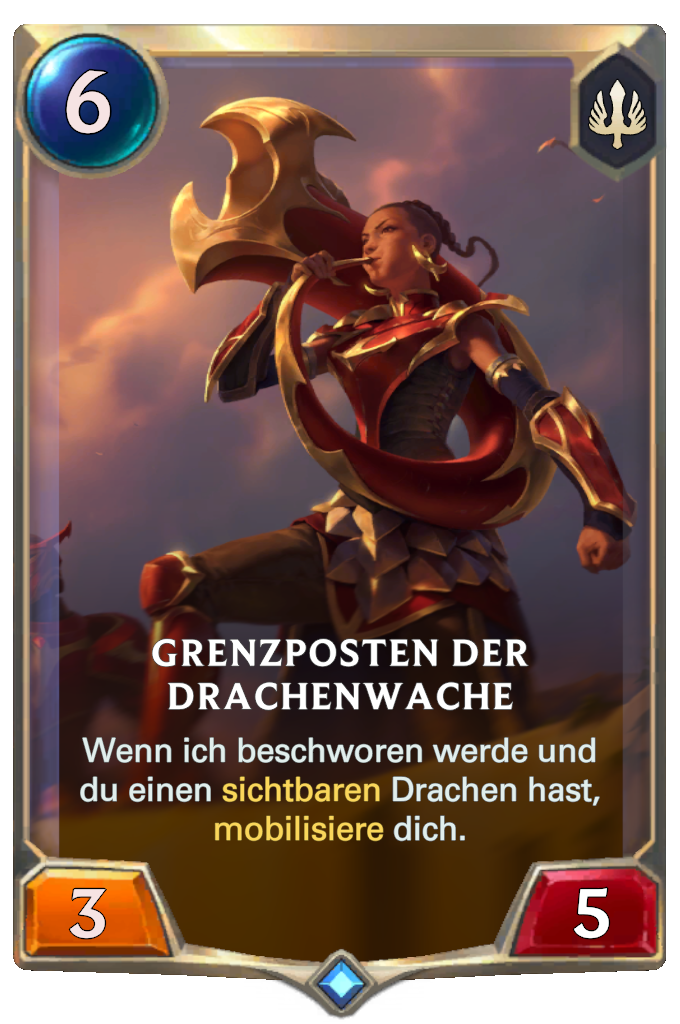 6
GRENZPOSTEN DER
DRACHENWACHE
Wenn ich beschworen werde und
du einen sichtbaren Drachen hast,
mobilisiere dich.
3
5